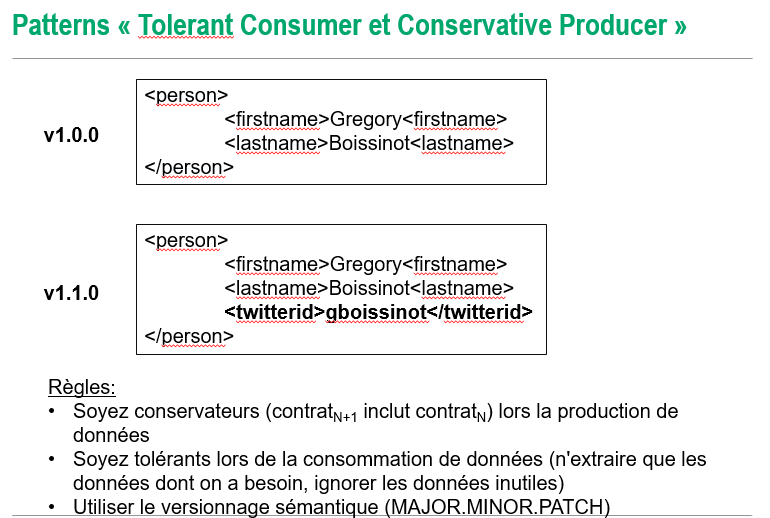 Patterns « Tolerant Consumer et Conservative Producer »
v1.0.0
<person>
<firstname>Gregory<firstname>
<lastname>Boissinot<lastname>
</person>
v1.1.0
<person>
<firstname>Gregory<firstname>
<lastname>Boissinot<lastname>
<twitterid>gboissinot</twitterid>
</person>
Règles:
• Soyez conservateurs (contratN+1 inclut contratN) lors la production de
données
• Soyez tolérants lors de la consommation de données (n'extraire que les
données dont on a besoin, ignorer les données inutiles)
• Utiliser le versionnage sémantique (MAJOR.MINOR.PATCH)